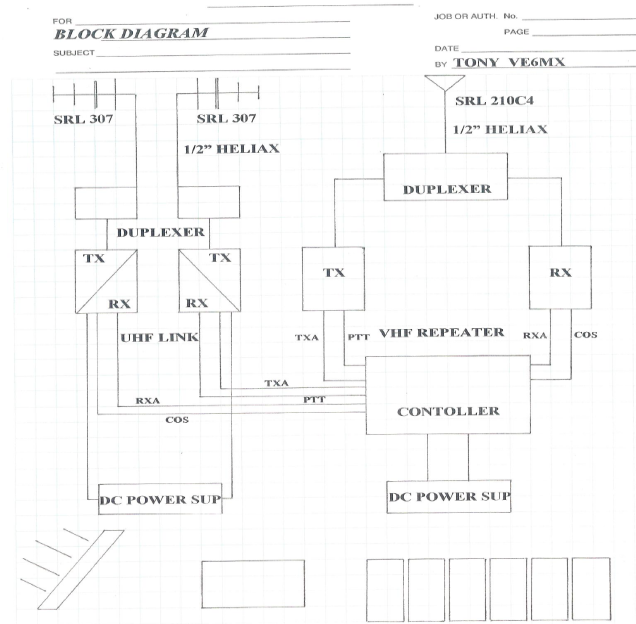 FOR
BLOCK DIAGRAM
SUBJECT
JOB OR AUTH. No.
PAGE
DATE
BY TONY VE6MX
SRL 307
SRL 307
1/2" HELIAX
SRL 210C4
1/2" HELIAX
DUPLEXER
DUPLEXER
TX
RX
TX
RX
TX
RX
UHF LINK
TXA
PTT
VHF REPEATER
RXA
COS
TXA
RXA
PTT
COS
CONTOLLER
DC POWER SUP
DC POWER SUP